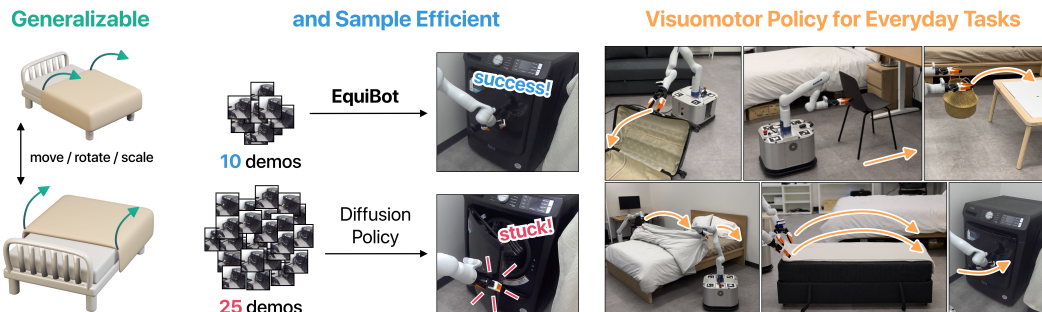 Generalizable
and Sample Efficient
Visuomotor Policy for Everyday Tasks
move / rotate / scale
EquiBot
10 demos
success!
Diffusion
Policy
25 demos
stuck!